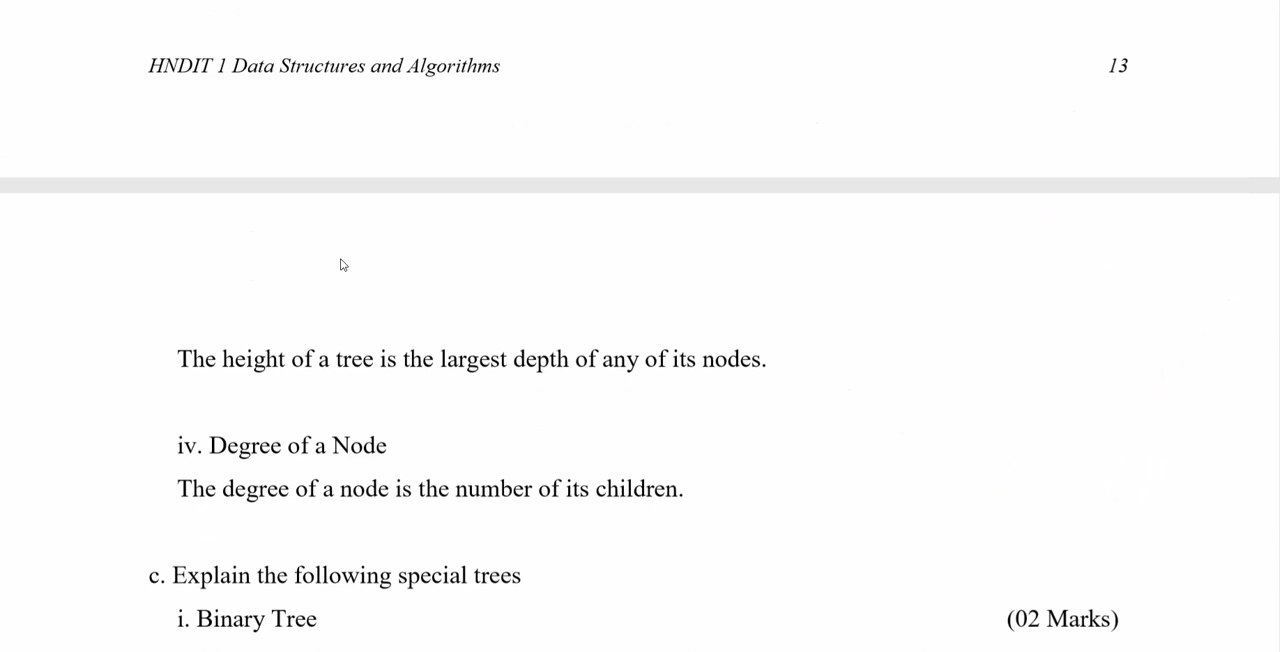 HNDIT 1 Data Structures and Algorithms 13
The height of a tree is the largest depth of any of its nodes.
iv. Degree of a Node
The degree of a node is the number of its children.
c. Explain the following special trees
i. Binary Tree (02 Marks)